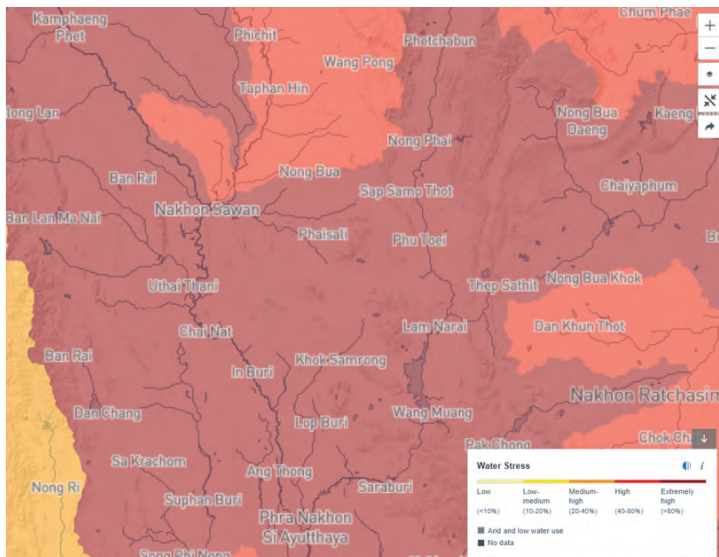 Kamphaeng
Phet
Phichit
Phetchabun
Chum Phae
Wang Pong
Taphan Hin
Nong Bua
Daeng
Nong Phai
Ban Rai
Nong Bua
Sap Samo Thot
Chaiyaphum
Nakhon Sawan
Ban Lan Ma Nai
Phaisali
Phu Toei
Thep Sathit
Nong Bua Khok
Uthai Thani
Chai Nat
Lam Narai
Dan Khun Thot
Ban Rai
In Buri
Khok Samrong
Nakhon Ratchasim
Dan Chang
Lop Buri
Wang Muang
Pak Chong
Chok Cha
Sa Krachom
Ang Thong
Saraburi
Nong Ri
Suphan Buri
Phra Nakhon
Si Ayutthaya
Song Phi Nong
Water Stress
i
Low
(<10%)
Low-
medium
(10-20%)
Medium-
high
(20-40%)
High
(40-80%)
Extremely
high
(>80%)
Arid and low water use
No data